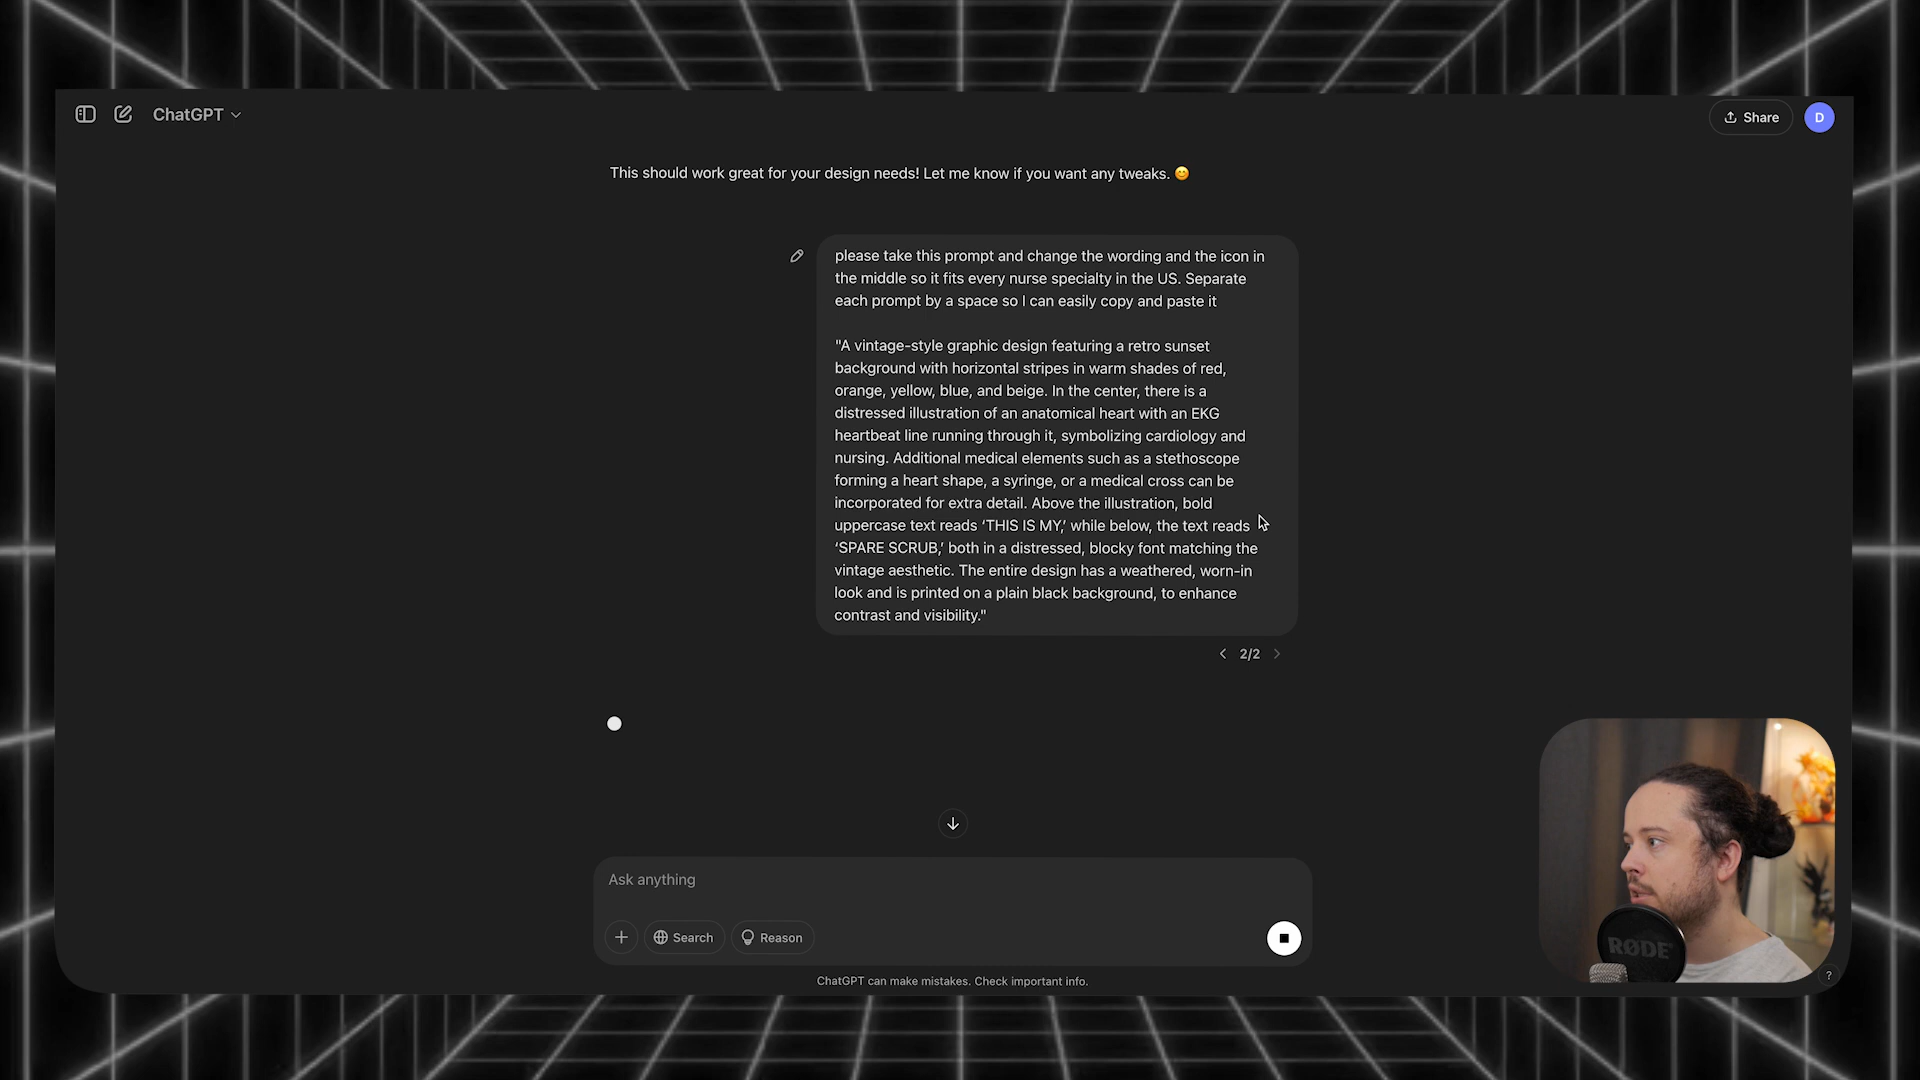 ChatGPT
Share
D
This should work great for your design needs! Let me know if you want any tweaks. 😊
please take this prompt and change the wording and the icon in
the middle so it fits every nurse specialty in the US. Separate
each prompt by a space so I can easily copy and paste it
"A vintage-style graphic design featuring a retro sunset
background with horizontal stripes in warm shades of red,
orange, yellow, blue, and beige. In the center, there is a
distressed illustration of an anatomical heart with an EKG
heartbeat line running through it, symbolizing cardiology and
nursing. Additional medical elements such as a stethoscope
forming a heart shape, a syringe, or a medical cross can be
incorporated for extra detail. Above the illustration, bold
uppercase text reads ‘THIS IS MY,’ while below, the text reads
‘SPARE SCRUB,’ both in a distressed, blocky font matching the
vintage aesthetic. The entire design has a weathered, worn-in
look and is printed on a plain black background, to enhance
contrast and visibility."
2/2
Ask anything
Search
Reason
RØDE
ChatGPT can make mistakes. Check important info.
?